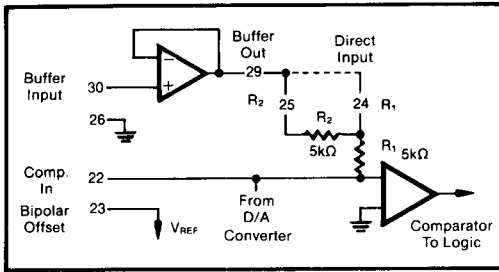 Buffer
Out
Direct
Input
Buffer
Input
30
−
+
29
R₂
25
24
R₁
26
R₂
5kΩ
R₁
5kΩ
Comp.
In
22
Bipolar
Offset
23
V_REF
From
D/A
Converter
Comparator
To Logic